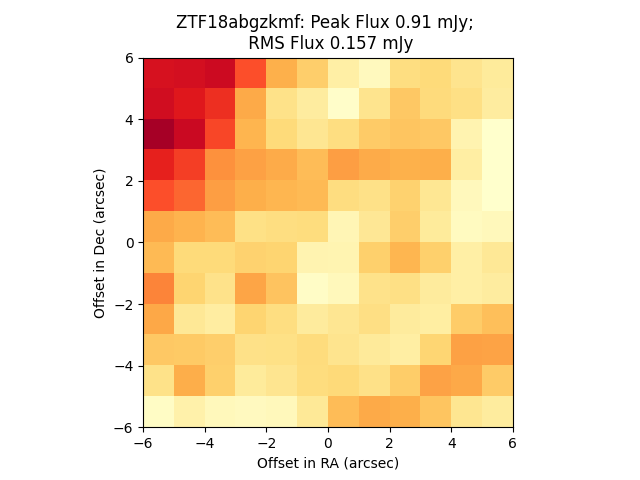 ZTF18abgzkmf: Peak Flux 0.91 mJy;
RMS Flux 0.157 mJy
6
4
2
0
−2
−4
−6
Offset in Dec (arcsec)
−6 −4 −2 0 2 4 6
Offset in RA (arcsec)